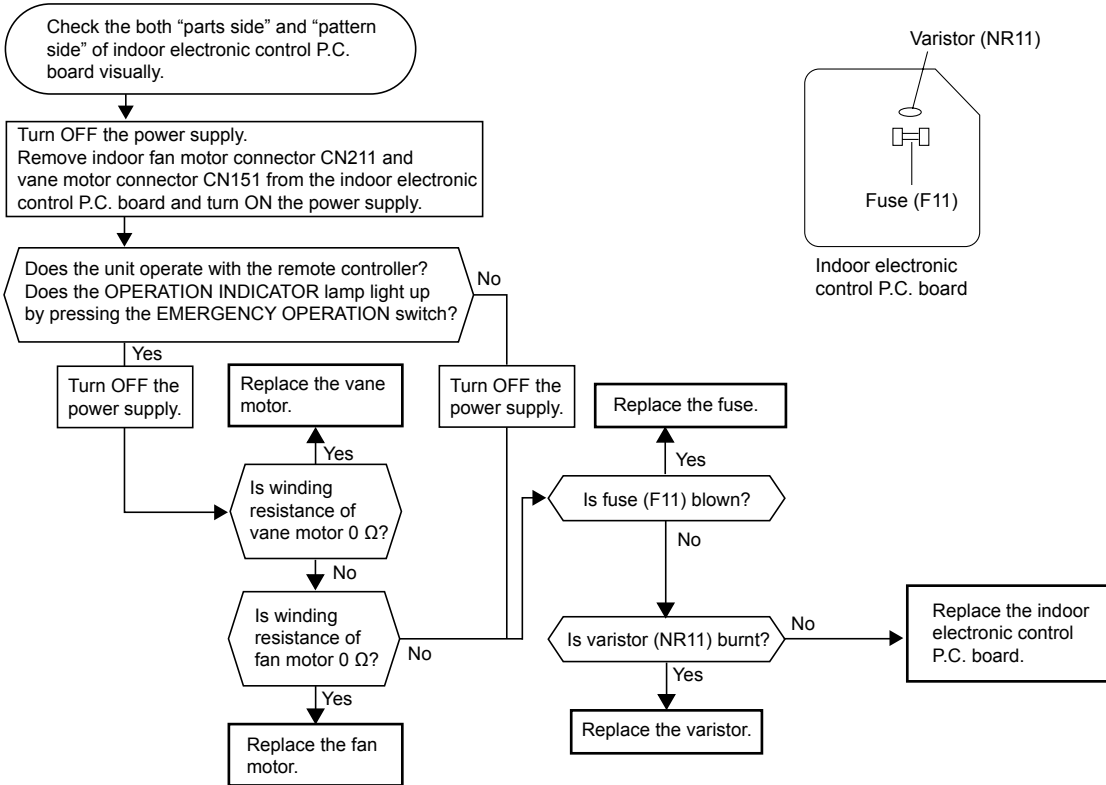 Check the both “parts side” and “pattern
side” of indoor electronic control P.C.
board visually.
Turn OFF the power supply.
Remove indoor fan motor connector CN211 and
vane motor connector CN151 from the indoor electronic
control P.C. board and turn ON the power supply.
Does the unit operate with the remote controller?
Does the OPERATION INDICATOR lamp light up
by pressing the EMERGENCY OPERATION switch?
No
Yes
Turn OFF the
power supply.
Replace the vane
motor.
Yes
Is winding
resistance of
vane motor 0 Ω?
No
Is winding
resistance of
fan motor 0 Ω?
No
Yes
Replace the fan
motor.
Turn OFF the
power supply.
Replace the fuse.
Yes
Is fuse (F11) blown?
No
Is varistor (NR11) burnt?
No
Yes
Replace the varistor.
Replace the indoor
electronic control
P.C. board.
Varistor (NR11)
Fuse (F11)
Indoor electronic
control P.C. board